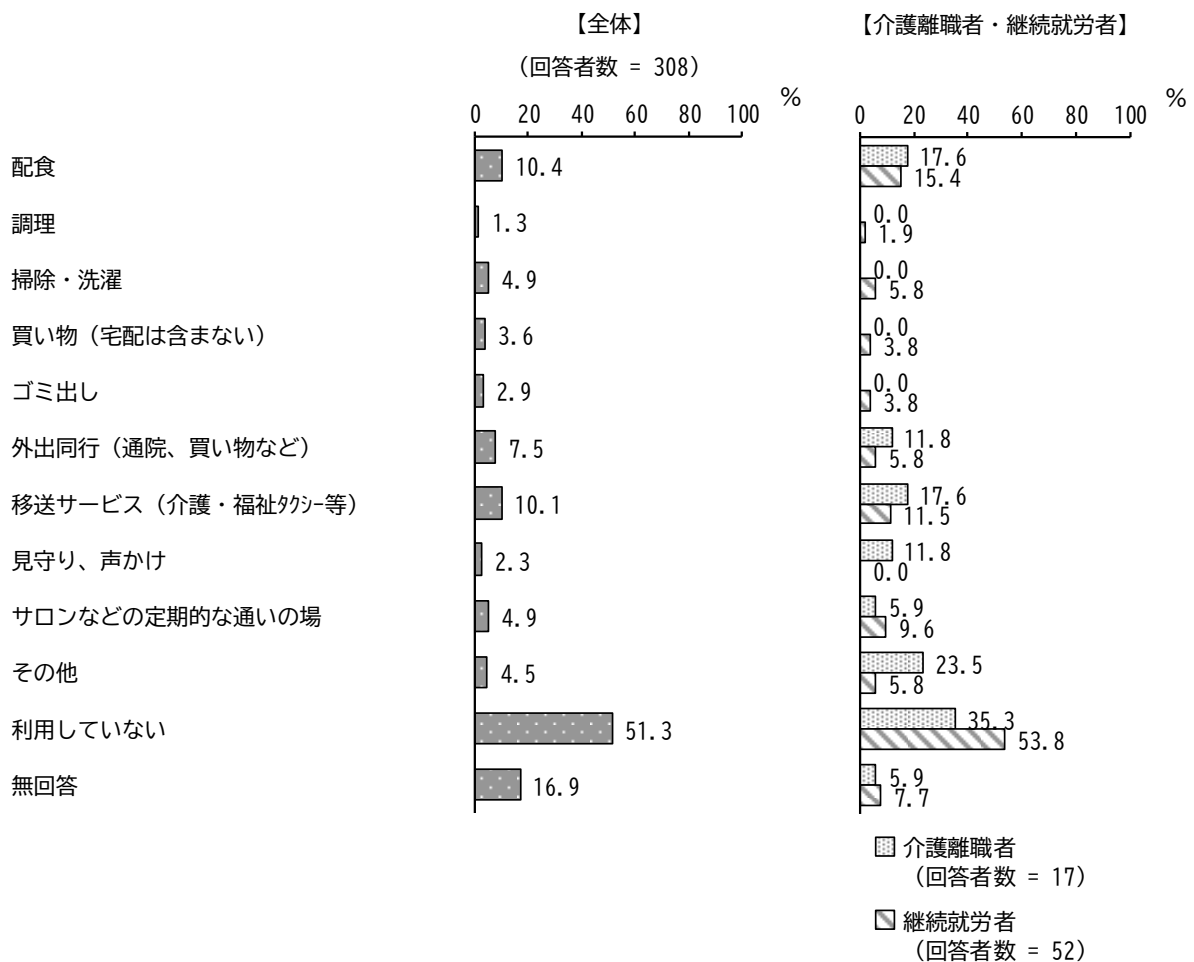 【全体】
（回答者数 = 308）
【介護離職者・継続就労者】
0 20 40 60 80 100 %
0 20 40 60 80 100 %
配食 10.4 17.6
15.4
調理 1.3 0.0
1.9
掃除・洗濯 4.9 0.0
5.8
買い物（宅配は含まない） 3.6 0.0
3.8
ゴミ出し 2.9 0.0
3.8
外出同行（通院、買い物など） 7.5 11.8
5.8
移送サービス（介護・福祉ﾀｸｼｰ等） 10.1 17.6
11.5
見守り、声かけ 2.3 11.8
0.0
サロンなどの定期的な通いの場 4.9 5.9
9.6
その他 4.5 23.5
5.8
利用していない 51.3 35.3
53.8
無回答 16.9 5.9
7.7
介護離職者
（回答者数 = 17）
継続就労者
（回答者数 = 52）